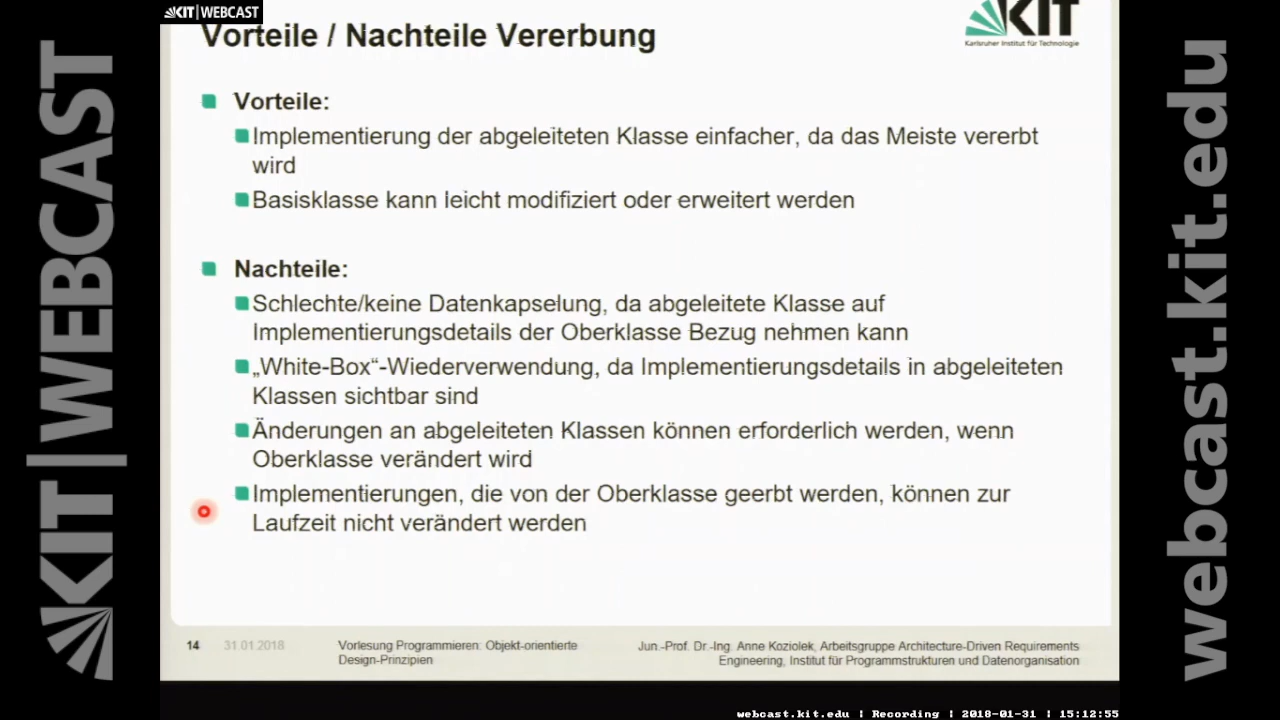 KIT|WEBCAST
KIT|WEBCAST
webcast.kit.edu
Vorteile / Nachteile Vererbung
KIT
Karlsruher Institut für Technologie
Vorteile:
Implementierung der abgeleiteten Klasse einfacher, da das Meiste vererbt
wird
Basisklasse kann leicht modifiziert oder erweitert werden
Nachteile:
Schlechte/keine Datenkapselung, da abgeleitete Klasse auf
Implementierungsdetails der Oberklasse Bezug nehmen kann
„White-Box“-Wiederverwendung, da Implementierungsdetails in abgeleiteten
Klassen sichtbar sind
Änderungen an abgeleiteten Klassen können erforderlich werden, wenn
Oberklasse verändert wird
Implementierungen, die von der Oberklasse geerbt werden, können zur
Laufzeit nicht verändert werden
14
31.01.2018
Vorlesung Programmieren: Objekt-orientierte
Design-Prinzipien
Jun.-Prof. Dr.-Ing. Anne Koziolek, Arbeitsgruppe Architecture-Driven Requirements
Engineering, Institut für Programmstrukturen und Datenorganisation
webcast.kit.edu | Recording | 2018-01-31 | 15:12:55